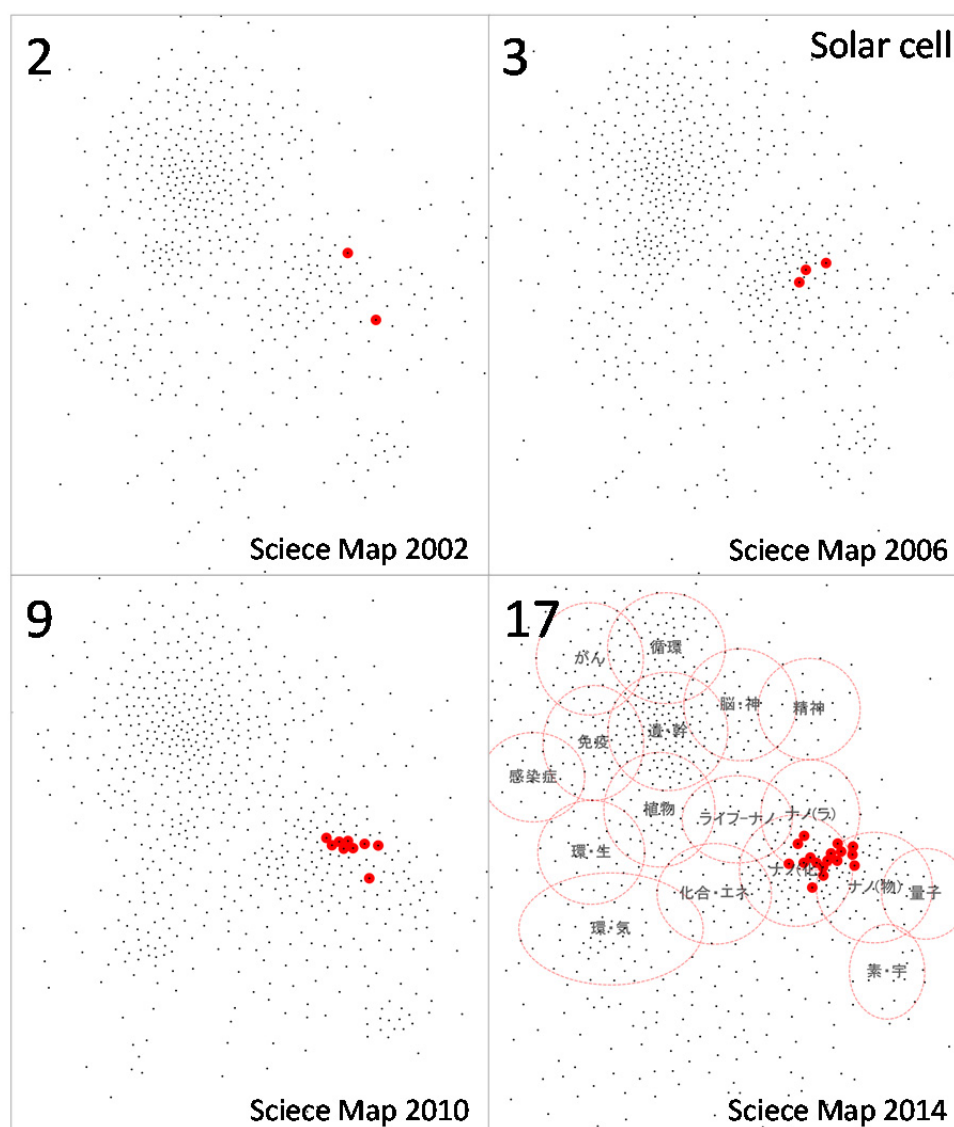 2
3
Solar cell
Sciece Map 2002
Sciece Map 2006
9
17
がん
循環
脳・神
精神
免疫
遺・幹
感染症
植物
ライフ-ナノ
ナノ(ラ)
環・生
化合・エネ
ナノ(化)
ナノ(物)
量子
環・気
素・宇
Sciece Map 2010
Sciece Map 2014